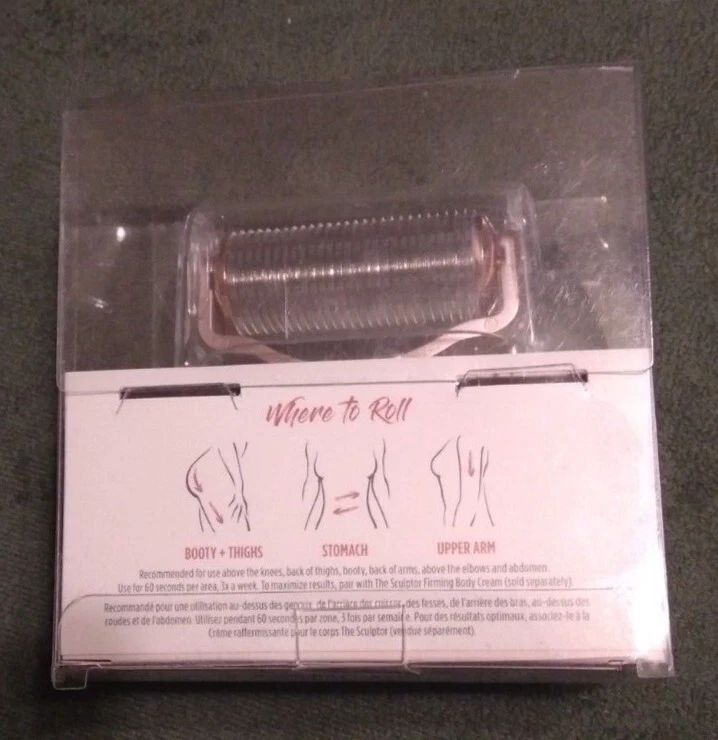 Where to Roll
BOOTY + THIGHS
STOMACH
UPPER ARM
Recommended for use above the knees, back of thighs, booty, back of arms, above the elbows and abdomen.
Use for 60 seconds per area, 3x a week. To maximize results, pair with The Sculptor Firming Body Cream (sold separately).
Recommandé pour une utilisation au-dessus des genoux, de l'arrière des cuisses, des fesses, de l'arrière des bras, au-dessus des
coudes et de l'abdomen. Utilisez pendant 60 secondes par zone, 3 fois par semaine. Pour des résultats optimaux, associez-le à la
Crème raffermissante pour le corps The Sculptor (vendue séparément).